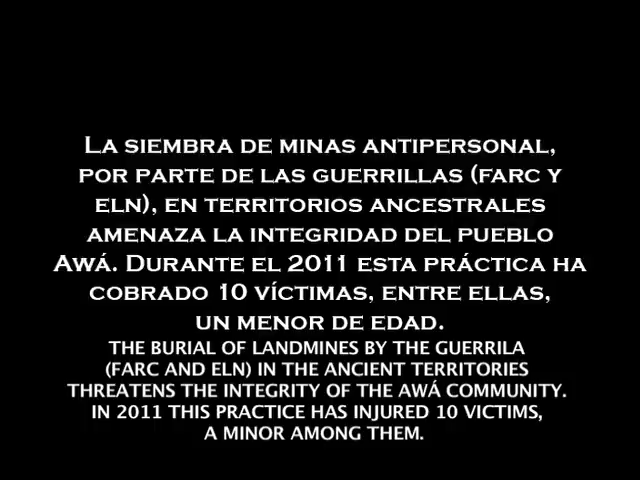 LA SIEMBRA DE MINAS ANTIPERSONAL,
POR PARTE DE LAS GUERRILLAS (FARC Y
ELN), EN TERRITORIOS ANCESTRALES
AMENAZA LA INTEGRIDAD DEL PUEBLO
AWÁ. DURANTE EL 2011 ESTA PRÁCTICA HA
COBRADO 10 VÍCTIMAS, ENTRE ELLAS,
UN MENOR DE EDAD.
THE BURIAL OF LANDMINES BY THE GUERRILA
(FARC AND ELN) IN THE ANCIENT TERRITORIES
THREATENS THE INTEGRITY OF THE AWÁ COMMUNITY.
IN 2011 THIS PRACTICE HAS INJURED 10 VICTIMS,
A MINOR AMONG THEM.